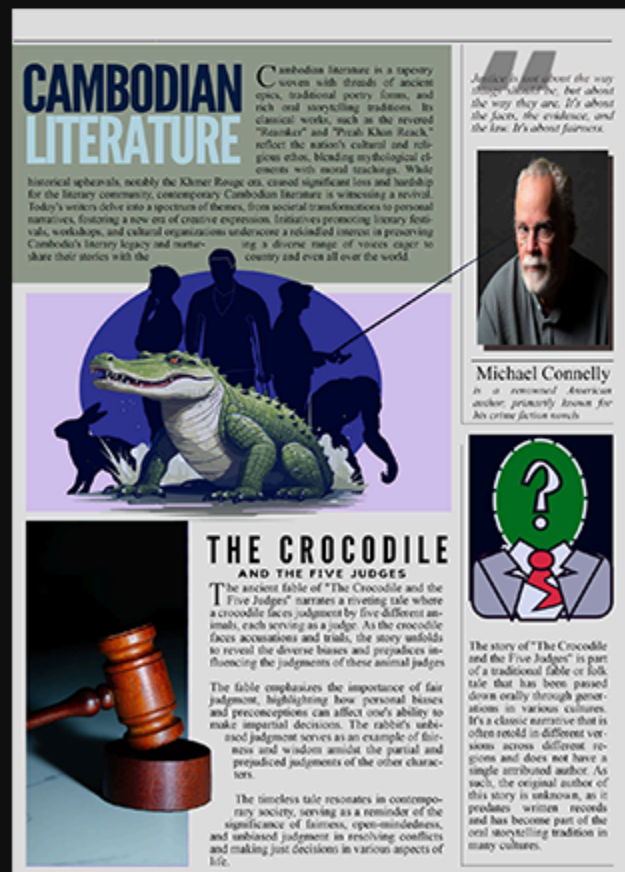 CAMBODIAN
LITERATURE
Cambodian literature is a tapestry
woven with threads of ancient
epics, traditional poetry forms, and
rich oral storytelling traditions. Its
classical works, such as the revered
"Reamker" and "Preah Khan Reach,"
reflect the nation's cultural and reli-
gious ethos, blending mythological el-
ements with moral teachings. While
historical upheavals, notably the Khmer Rouge era, caused significant loss and hardship
for the literary community, contemporary Cambodian literature is witnessing a revival.
Today's writers delve into a spectrum of themes, from societal transformations to personal
narratives, fostering a new era of creative expression. Initiatives promoting literary festi-
vals, workshops, and cultural organizations underscore a rekindled interest in preserving
Cambodia's literary legacy and nurtur- ing a diverse range of voices eager to
share their stories with the country and even all over the world.
"
Justice is not about the way
things should be, but about
the way they are. It's about
the facts, the evidence, and
the law. It's about fairness.
Michael Connelly
is a renowned American
author, primarily known for
his crime fiction novels
?
THE CROCODILE
AND THE FIVE JUDGES
The ancient fable of "The Crocodile and the
Five Judges" narrates a riveting tale where
a crocodile faces judgment by five different an-
imals, each serving as a judge. As the crocodile
faces accusations and trials, the story unfolds
to reveal the diverse biases and prejudices in-
fluencing the judgments of these animal judges
The fable emphasizes the importance of fair
judgment, highlighting how personal biases
and preconceptions can affect one's ability to
make impartial decisions. The rabbit's unbi-
ased judgment serves as an example of fair-
ness and wisdom amidst the partial and
prejudiced judgments of the other charac-
ters.
The timeless tale resonates in contempo-
rary society, serving as a reminder of the
significance of fairness, open-mindedness,
and unbiased judgment in resolving conflicts
and making just decisions in various aspects of
life.
The story of "The Crocodile
and the Five Judges" is part
of a traditional fable or folk
tale that has been passed
down orally through gener-
ations in various cultures.
It's a classic narrative that is
often retold in different ver-
sions across different re-
gions and does not have a
single attributed author. As
such, the original author of
this story is unknown, as it
predates written records
and has become part of the
oral storytelling tradition in
many cultures.